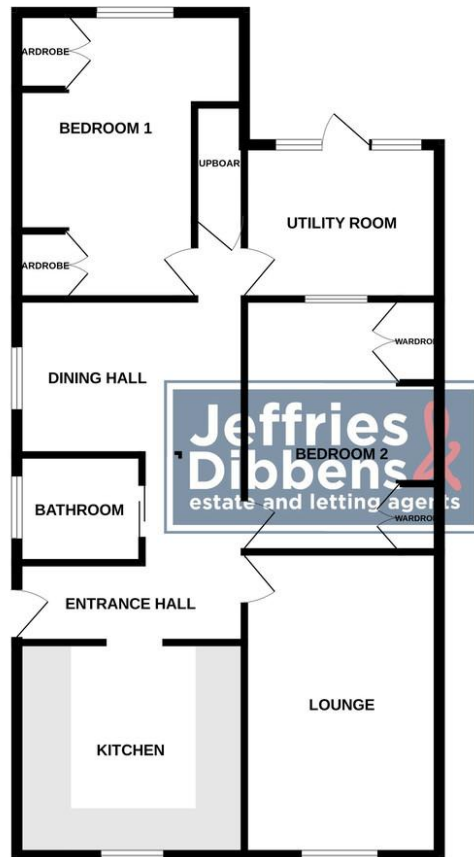 ARDROBE
BEDROOM 1
UPBOAR
UTILITY ROOM
ARDROBE
WARDRO
DINING HALL
Jeffries
BEDROOM 2
Dibbens
estate and letting agents
WARDRO
BATHROOM
ENTRANCE HALL
LOUNGE
KITCHEN